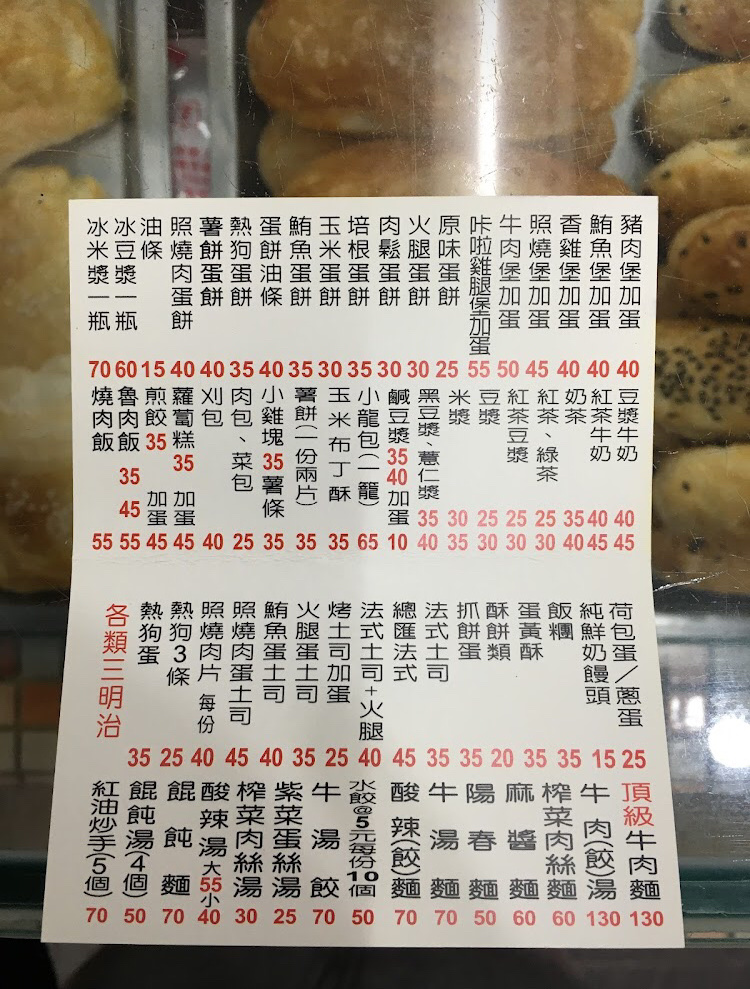 豬肉堡加蛋 40
鮪魚堡加蛋 40
香雞堡加蛋 40
照燒堡加蛋 45
牛肉堡加蛋 50
咔啦雞腿堡加蛋 55
原味蛋餅 25
火腿蛋餅 30
肉鬆蛋餅 30
培根蛋餅 35
玉米蛋餅 30
鮪魚蛋餅 35
蛋餅油條 40
熱狗蛋餅 35
薯餅蛋餅 40
照燒肉蛋餅 40
油條 15
冰豆漿一瓶 60
冰米漿一瓶 70
豆漿牛奶 40 45
紅茶牛奶 40 45
奶茶 35 40
紅茶、綠茶 25 30
紅茶豆漿 25 30
豆漿 25 30
米漿 30 35
黑豆漿、薏仁漿 35 40
鹹豆漿 35 40 加蛋 10
小龍包(一籠) 65
玉米布丁酥 35
薯餅(一份兩片) 35
小雞塊 35 薯條 35
肉包、菜包 25
刈包 40
蘿蔔糕 35 加蛋 45
煎餃 35 加蛋 45
魯肉飯 35 45 55
燒肉飯 55
荷包蛋/蔥蛋 25
純鮮奶饅頭 15
飯糰 35
蛋黃酥 35
酥餅類 20
抓餅蛋 35
法式土司 35
總匯法式 45
法式土司+火腿 40
烤土司加蛋 25
火腿蛋土司 35
鮪魚蛋土司 40
照燒肉蛋土司 45
照燒肉片 每份 40
熱狗3條 25
熱狗蛋 35
各類三明治
頂級牛肉麵 130
牛肉(餃)湯 130
榨菜肉絲麵 60
麻醬麵 60
陽春麵 50
牛湯麵 70
酸辣(餃)麵 70
水餃@5元每份10個 50
牛湯餃 70
紫菜蛋絲湯 25
榨菜肉絲湯 30
酸辣湯 大55小 40
餛飩麵 70
餛飩湯(4個) 50
紅油炒手(5個) 70